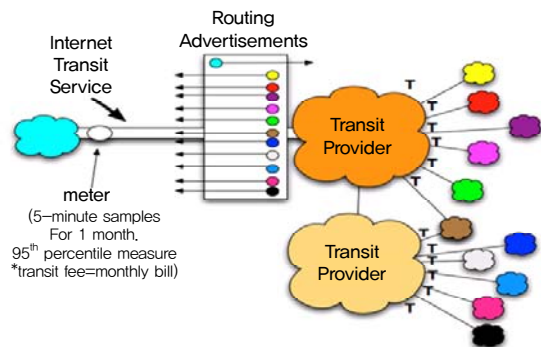 Routing
Advertisements
Internet
Transit
Service
meter
(5-minute samples
For 1 month.
95th percentile measure
*transit fee=monthly bill)
Transit
Provider
T
T
T
T
T
T
Transit
Provider
T
T
T
T
T
T